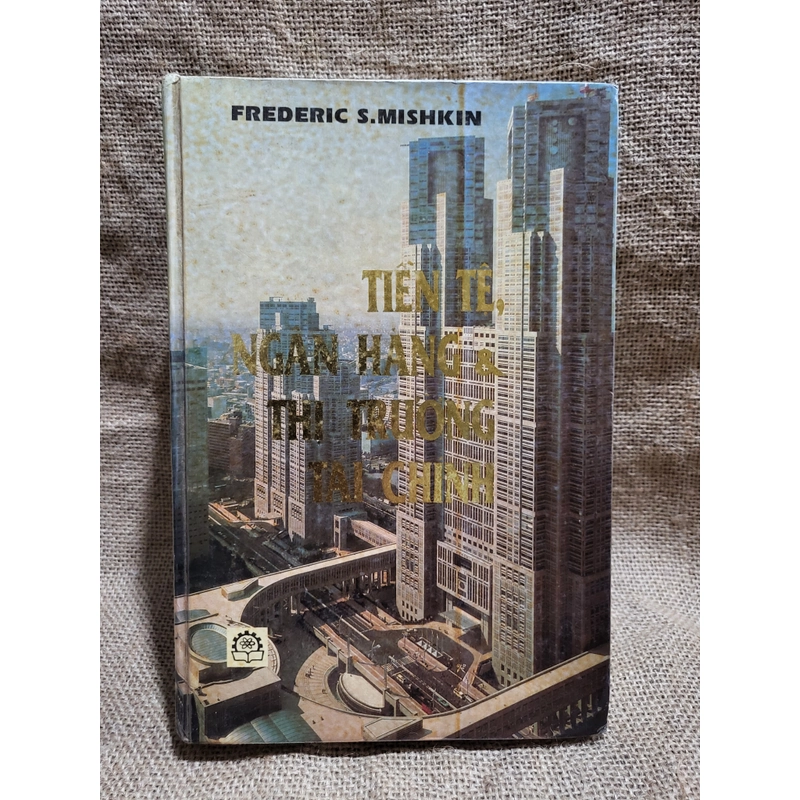 FREDERIC S.MISHKIN
TIỀN TỆ,
NGÂN HÀNG &
THỊ TRƯỜNG
TÀI CHÍNH